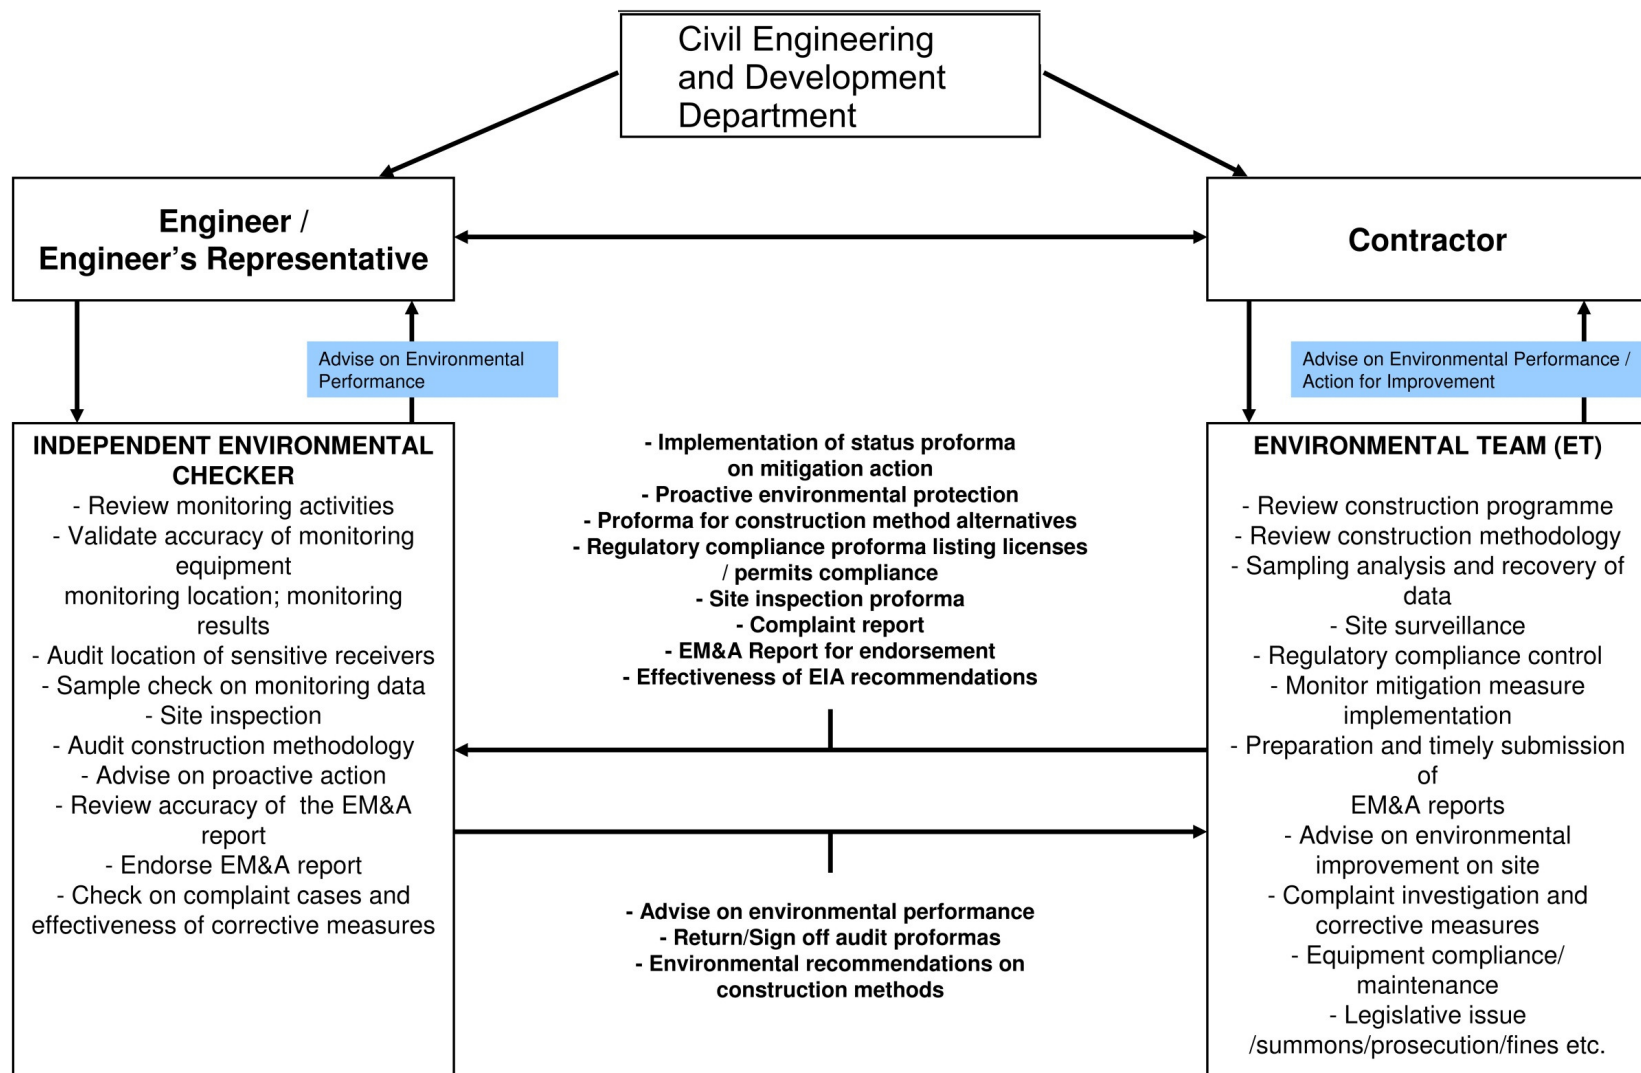 Civil Engineering
and Development
Department
Engineer /
Engineer’s Representative
Contractor
Advise on Environmental
Performance
Advise on Environmental Performance /
Action for Improvement
INDEPENDENT ENVIRONMENTAL
CHECKER
- Review monitoring activities
- Validate accuracy of monitoring
equipment
monitoring location; monitoring
results
- Audit location of sensitive receivers
- Sample check on monitoring data
- Site inspection
- Audit construction methodology
- Advise on proactive action
- Review accuracy of  the EM&A
report
- Endorse EM&A report
- Check on complaint cases and
effectiveness of corrective measures
- Implementation of status proforma
on mitigation action
- Proactive environmental protection
- Proforma for construction method alternatives
- Regulatory compliance proforma listing licenses
/ permits compliance
- Site inspection proforma
- Complaint report
- EM&A Report for endorsement
- Effectiveness of EIA recommendations
- Advise on environmental performance
- Return/Sign off audit proformas
- Environmental recommendations on
construction methods
ENVIRONMENTAL TEAM (ET)
- Review construction programme
- Review construction methodology
- Sampling analysis and recovery of
data
- Site surveillance
- Regulatory compliance control
- Monitor mitigation measure
implementation
- Preparation and timely submission
of
EM&A reports
- Advise on environmental
improvement on site
- Complaint investigation and
corrective measures
- Equipment compliance/
maintenance
- Legislative issue
/summons/prosecution/fines etc.